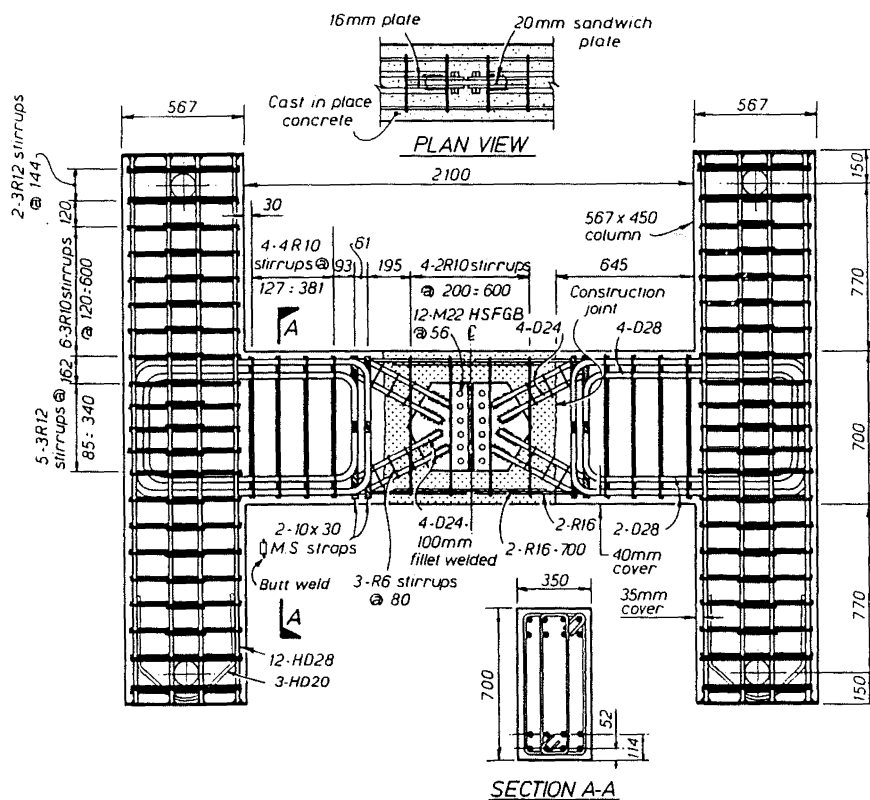 16mm plate
20mm sandwich
plate
Cast in place
concrete
PLAN VIEW
567
567
2100
2-3R12 stirrups
@ 144
120
6-3R10 stirrups
@ 120=600
162
5-3R12
stirrups @
85=340
30
4-4R10
stirrups @
127=381
93
61
195
4-2R10 stirrups
@ 200=600
12-M22 HSFGB
@ 56
℄
4-D24
645
Construction
joint
4-D28
567 x 450
column
150
770
700
770
150
A
A
2-10x30
M.S straps
Butt weld
3-R6 stirrups
@ 80
4-D24-
100mm
fillet welded
2-R16-700
2-R16
2-D28
40mm
cover
35mm
cover
12-HD28
3-HD20
350
700
52
114
SECTION A-A